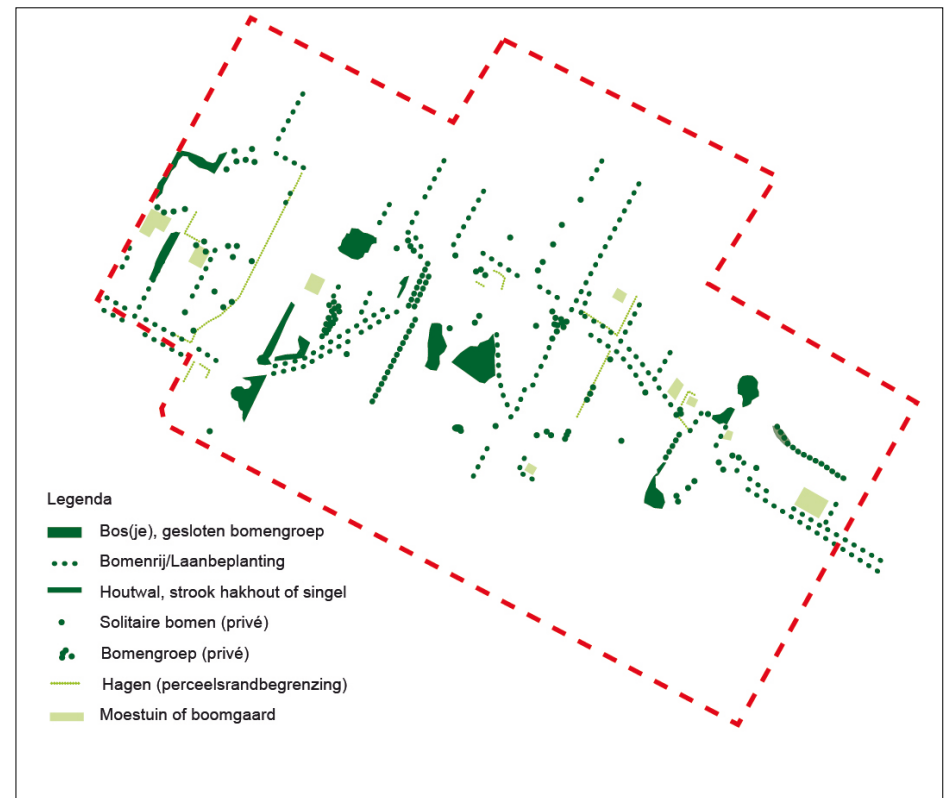 Legenda
Bos(je), gesloten bomengroep
Bomenrij/Laanbeplanting
Houtwal, strook hakhout of singel
Solitaire bomen (privé)
Bomengroep (privé)
Hagen (perceelsrandbegrenzing)
Moestuin of boomgaard